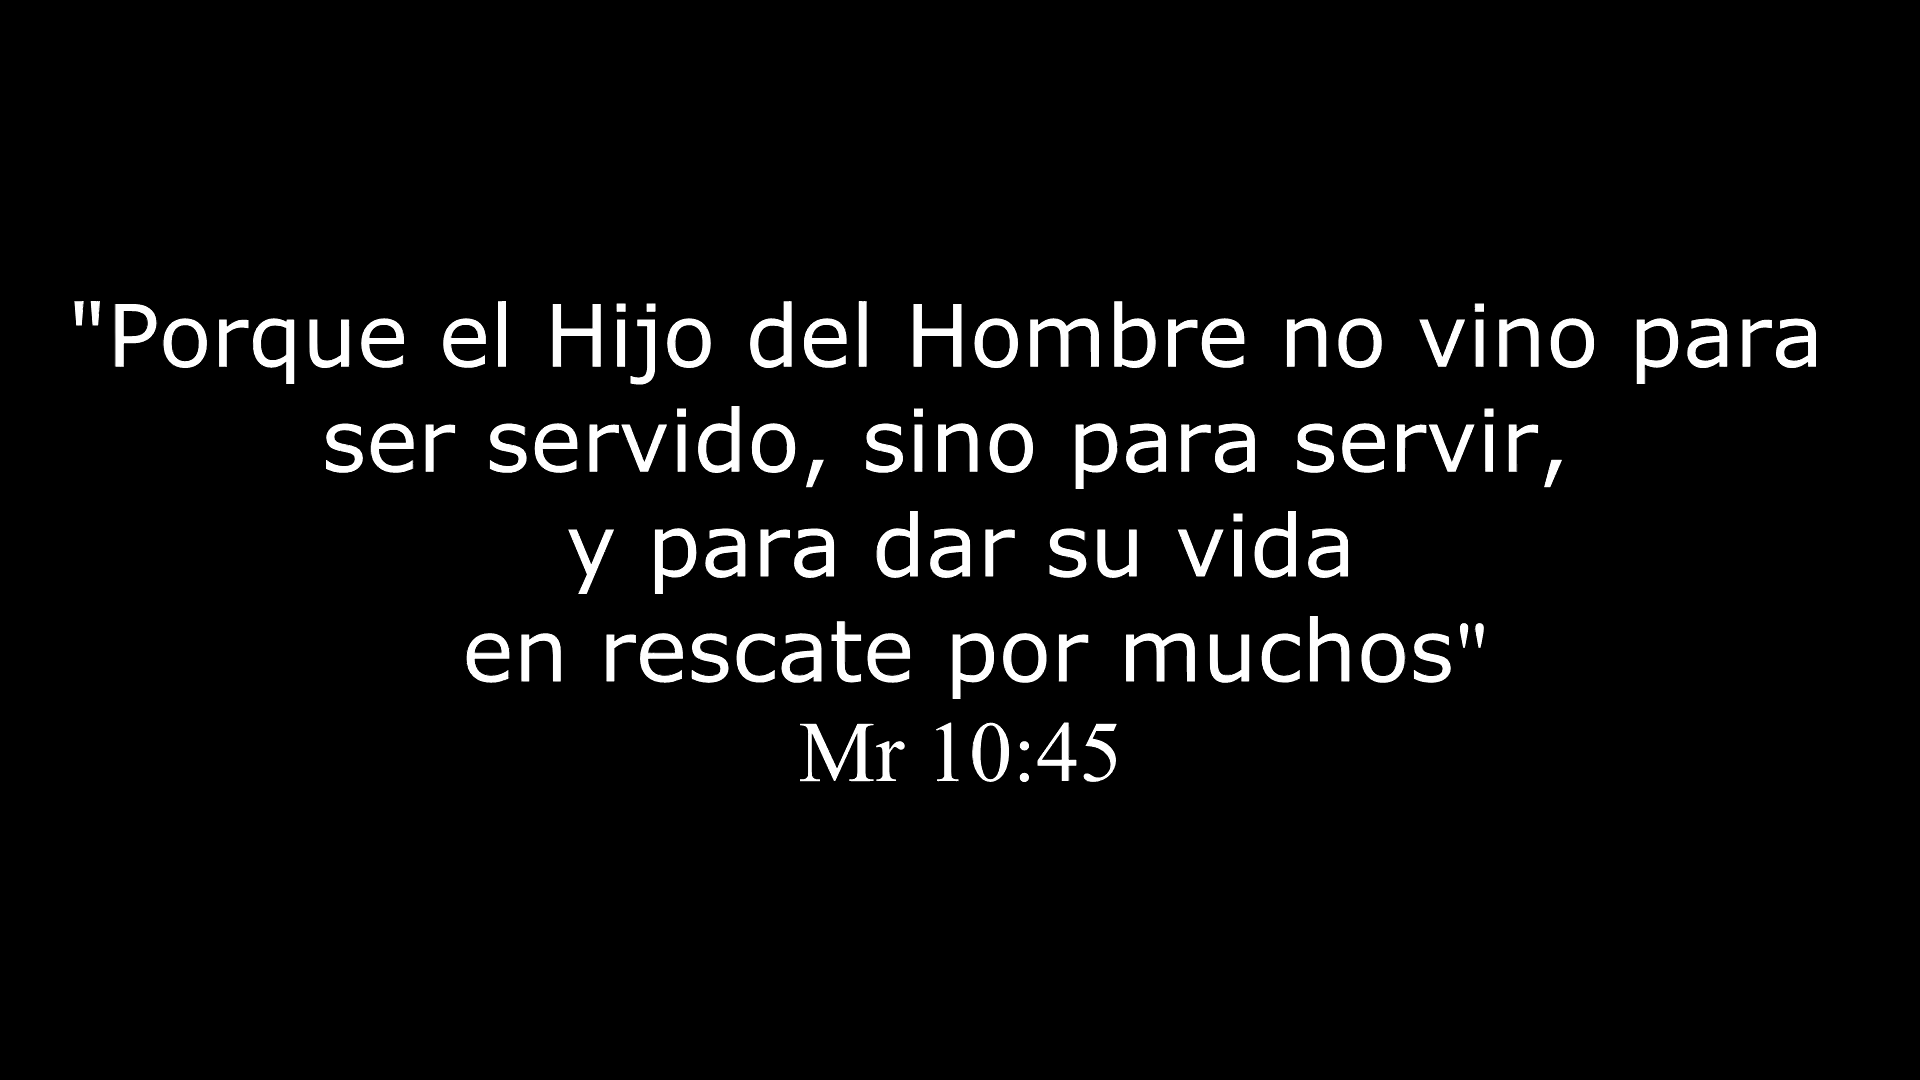 "Porque el Hijo del Hombre no vino para
ser servido, sino para servir,
y para dar su vida
en rescate por muchos"
Mr 10:45